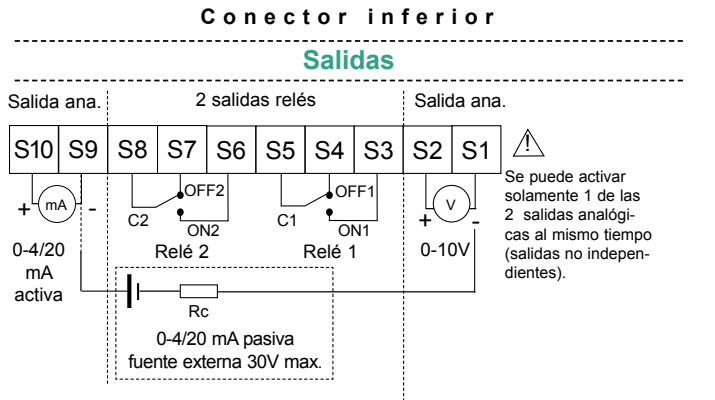 Conector inferior
Salidas
Salida ana. 2 salidas relés Salida ana.
S10 S9 S8 S7 S6 S5 S4 S3 S2 S1
Se puede activar
solamente 1 de las
2 salidas analógi-
cas al mismo tiempo
(salidas no indepen-
dientes).
+ mA - C2 OFF2 ON2 C1 OFF1 ON1 + V -
0-4/20
mA
activa
Relé 2 Relé 1 0-10V
Rc
0-4/20 mA pasiva
fuente externa 30V max.